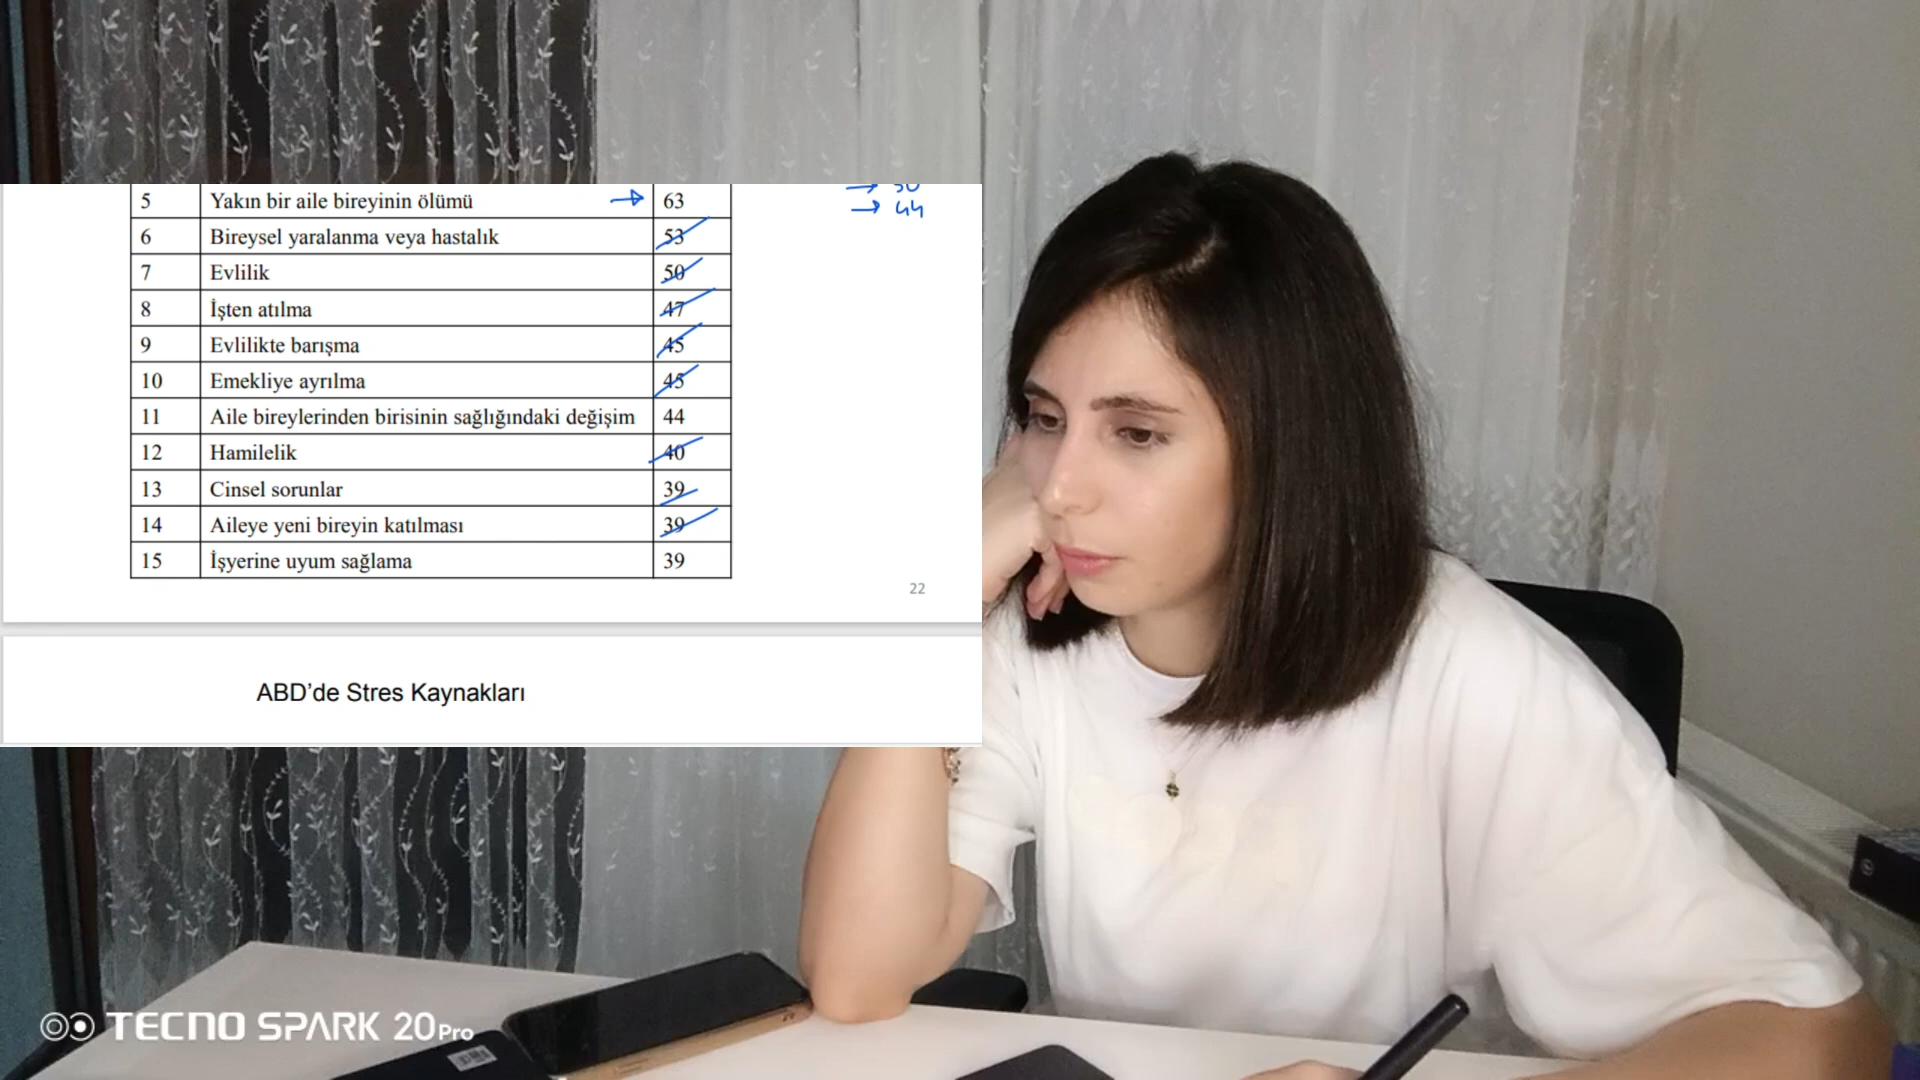 5 Yakın bir aile bireyinin ölümü → 63
→ 50
→ 44
6 Bireysel yaralanma veya hastalık 53
7 Evlilik 50
8 İşten atılma 47
9 Evlilikte barışma 45
10 Emekliye ayrılma 45
11 Aile bireylerinden birisinin sağlığındaki değişim 44
12 Hamilelik 40
13 Cinsel sorunlar 39
14 Aileye yeni bireyin katılması 39
15 İşyerine uyum sağlama 39
22
ABD’de Stres Kaynakları
TECNO SPARK 20Pro